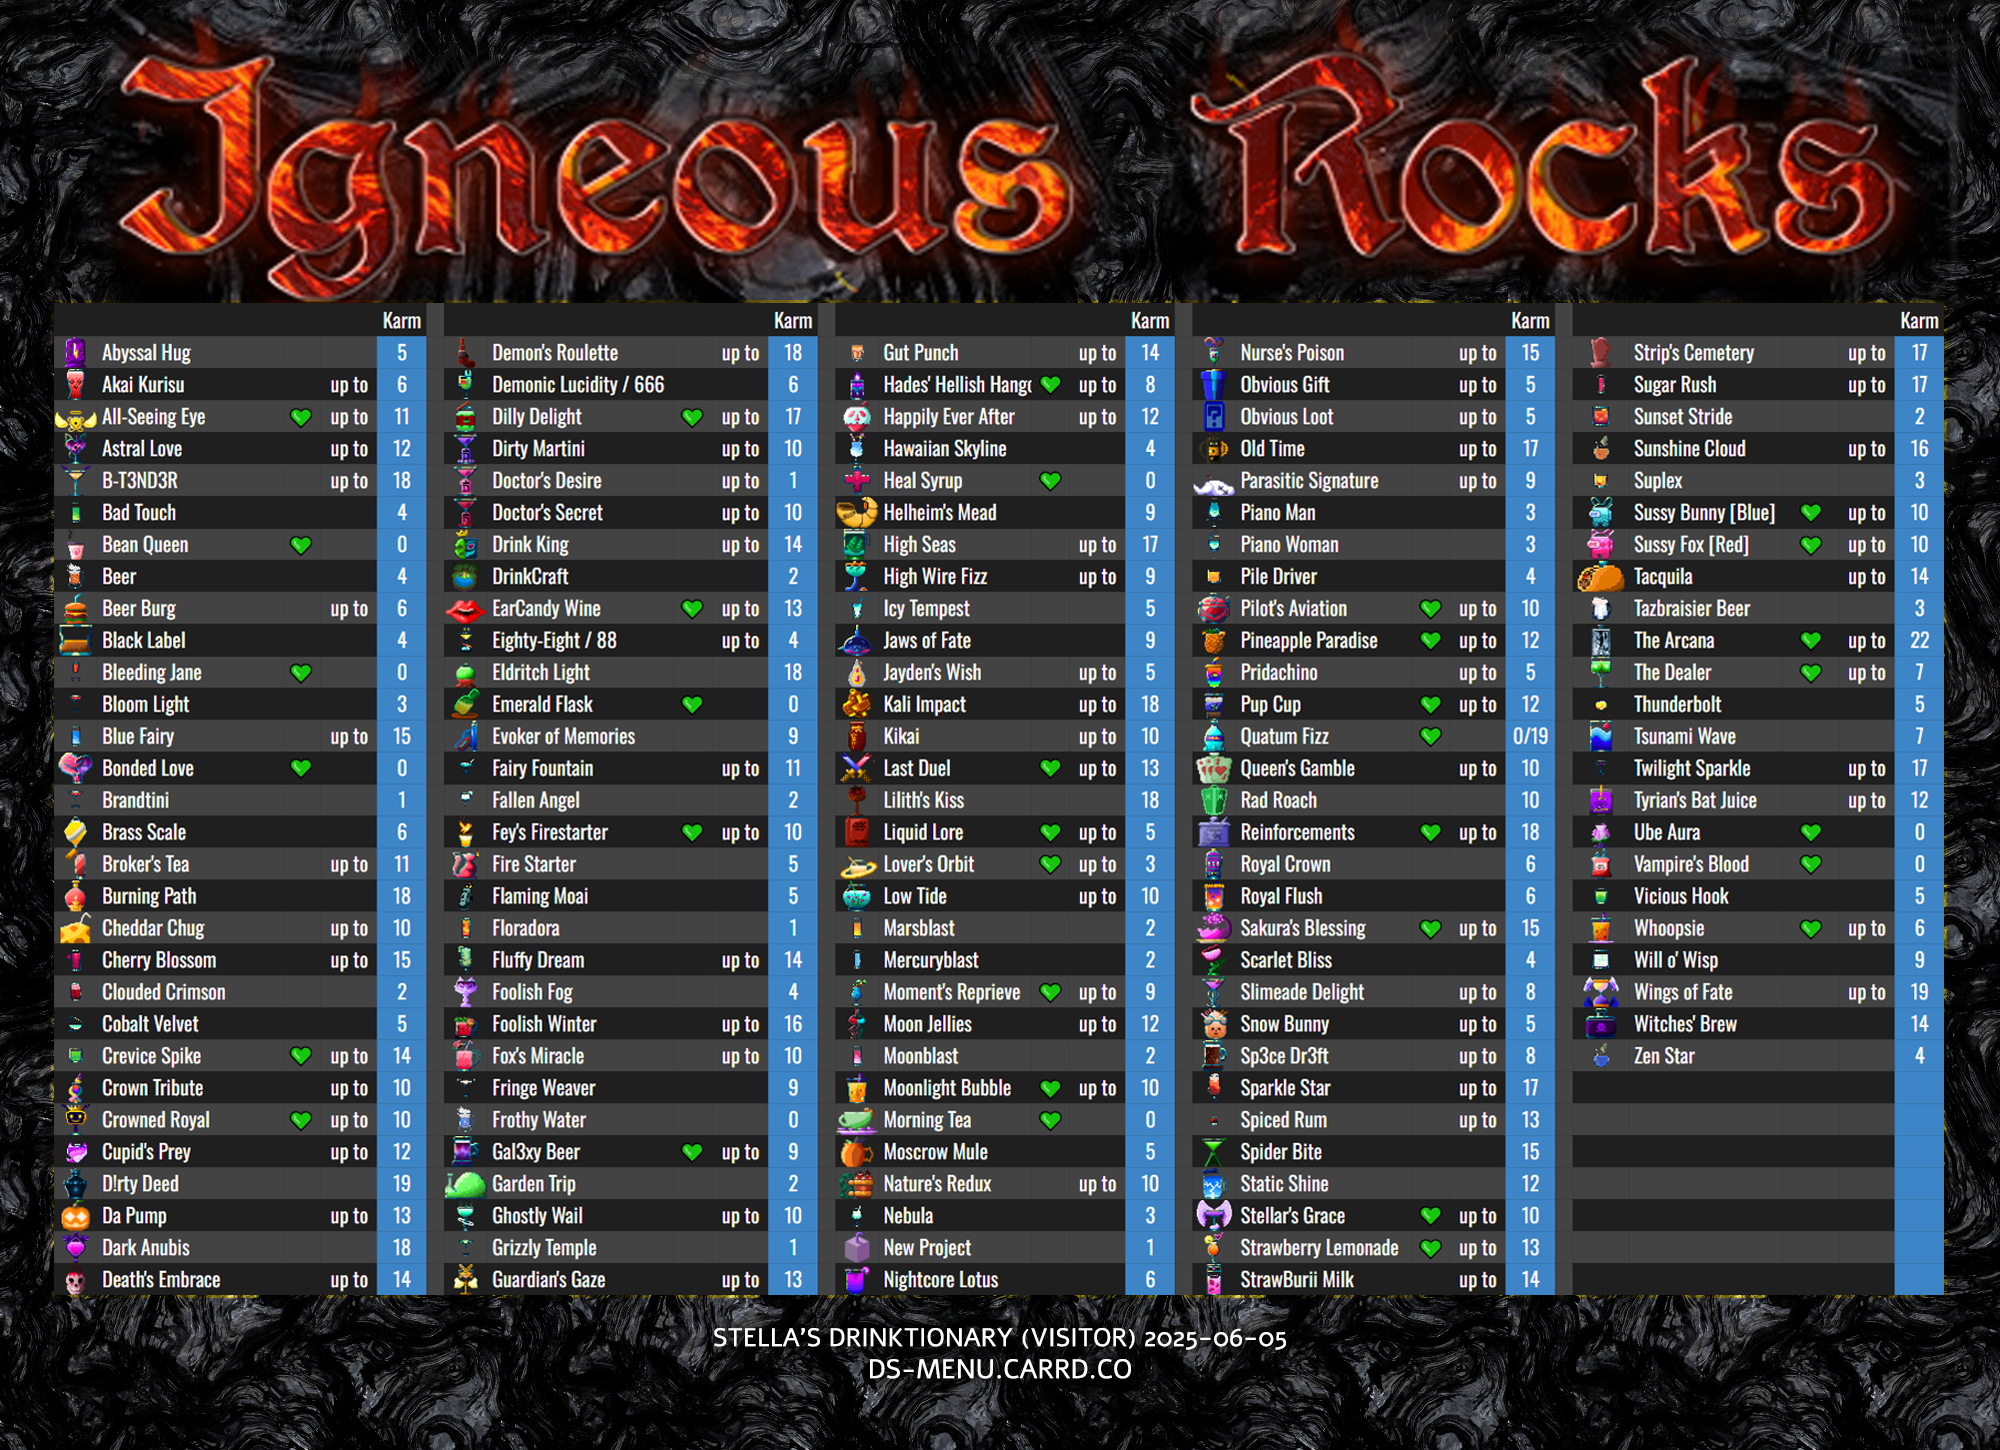 Igneous Rocks
Karm
Abyssal Hug 5
Akai Kurisu up to 6
All-Seeing Eye up to 11
Astral Love up to 12
B-T3ND3R up to 18
Bad Touch 4
Bean Queen 0
Beer 4
Beer Burg up to 6
Black Label 4
Bleeding Jane 0
Bloom Light 3
Blue Fairy up to 15
Bonded Love 0
Brandtini 1
Brass Scale 6
Broker's Tea up to 11
Burning Path 18
Cheddar Chug up to 10
Cherry Blossom up to 15
Clouded Crimson 2
Cobalt Velvet 5
Crevice Spike up to 14
Crown Tribute up to 10
Crowned Royal up to 10
Cupid's Prey up to 12
D!rty Deed 19
Da Pump up to 13
Dark Anubis 18
Death's Embrace up to 14
Karm
Demon's Roulette up to 18
Demonic Lucidity / 666 6
Dilly Delight up to 17
Dirty Martini up to 10
Doctor's Desire up to 1
Doctor's Secret up to 10
Drink King up to 14
DrinkCraft 2
EarCandy Wine up to 13
Eighty-Eight / 88 up to 4
Eldritch Light 18
Emerald Flask 0
Evoker of Memories 9
Fairy Fountain up to 11
Fallen Angel 2
Fey's Firestarter up to 10
Fire Starter 5
Flaming Moai 5
Floradora 1
Fluffy Dream up to 14
Foolish Fog 4
Foolish Winter up to 16
Fox's Miracle up to 10
Fringe Weaver 9
Frothy Water 0
Gal3xy Beer up to 9
Garden Trip 2
Ghostly Wail up to 10
Grizzly Temple 1
Guardian's Gaze up to 13
Karm
Gut Punch up to 14
Hades' Hellish Hang up to 8
Happily Ever After up to 12
Hawaiian Skyline 4
Heal Syrup 0
Helheim's Mead 9
High Seas up to 17
High Wire Fizz up to 9
Icy Tempest 5
Jaws of Fate 9
Jayden's Wish up to 5
Kali Impact up to 18
Kikai up to 10
Last Duel up to 13
Lilith's Kiss 18
Liquid Lore up to 5
Lover's Orbit up to 3
Low Tide up to 10
Marsblast 2
Mercuryblast 2
Moment's Reprieve up to 9
Moon Jellies up to 12
Moonblast 2
Moonlight Bubble up to 10
Morning Tea 0
Moscrow Mule 5
Nature's Redux up to 10
Nebula 3
New Project 1
Nightcore Lotus 6
Karm
Nurse's Poison up to 15
Obvious Gift up to 5
Obvious Loot up to 5
Old Time up to 17
Parasitic Signature up to 9
Piano Man 3
Piano Woman 3
Pile Driver 4
Pilot's Aviation up to 10
Pineapple Paradise up to 12
Pridachino up to 5
Pup Cup up to 12
Quatum Fizz 0/19
Queen's Gamble up to 10
Rad Roach 10
Reinforcements up to 18
Royal Crown 6
Royal Flush 6
Sakura's Blessing up to 15
Scarlet Bliss 4
Slimeade Delight up to 8
Snow Bunny up to 5
Sp3ce Dr3ft up to 8
Sparkle Star up to 17
Spiced Rum up to 13
Spider Bite 15
Static Shine 12
Stellar's Grace up to 10
Strawberry Lemonade up to 13
StrawBurii Milk up to 14
Karm
Strip's Cemetery up to 17
Sugar Rush up to 17
Sunset Stride 2
Sunshine Cloud up to 16
Suplex 3
Sussy Bunny [Blue] up to 10
Sussy Fox [Red] up to 10
Tacquila up to 14
Tazbraisier Beer 3
The Arcana up to 22
The Dealer up to 7
Thunderbolt 5
Tsunami Wave 7
Twilight Sparkle up to 17
Tyrian's Bat Juice up to 12
Ube Aura 0
Vampire's Blood 0
Vicious Hook 5
Whoopsie up to 6
Will o' Wisp 9
Wings of Fate up to 19
Witches' Brew 14
Zen Star 4
STELLA'S DRINKTIONARY (VISITOR) 2025-06-05
DS-MENU.CARRD.CO